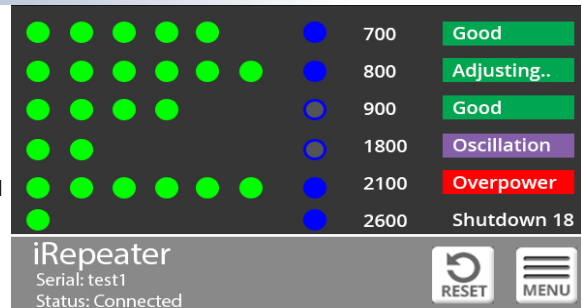 700 Good
800 Adjusting..
900 Good
1800 Oscillation
2100 Overpower
2600 Shutdown 18
iRepeater
Serial: test1
Status: Connected
RESET
MENU